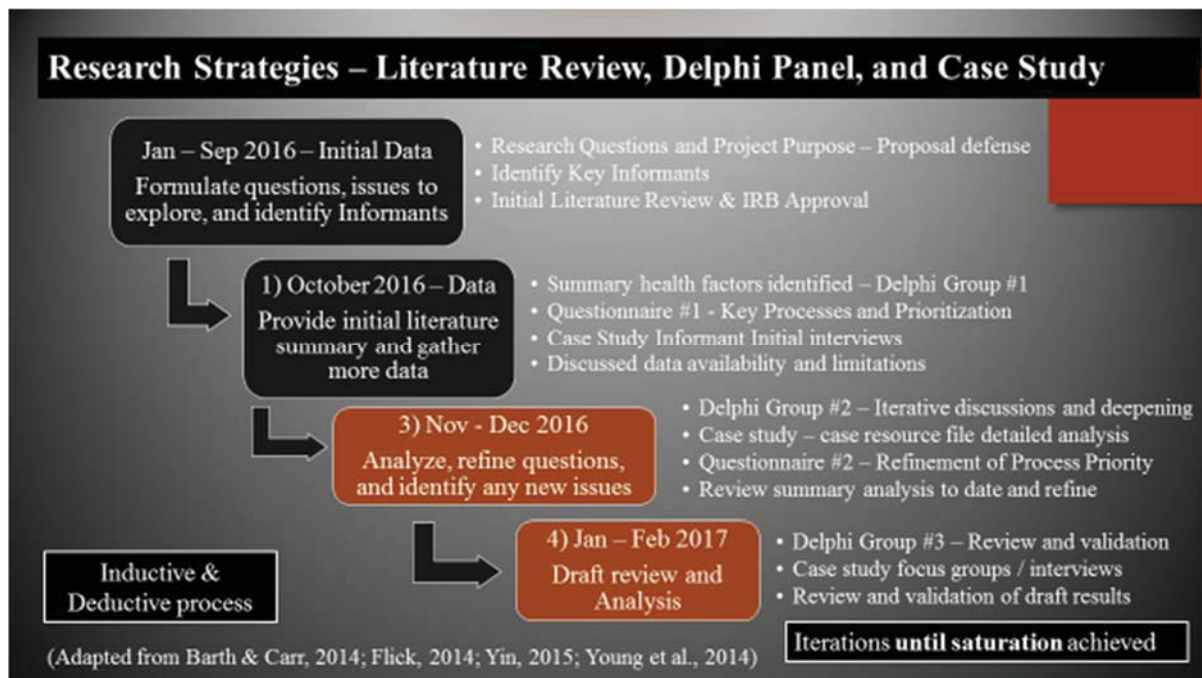 Research Strategies – Literature Review, Delphi Panel, and Case Study
Jan – Sep 2016 – Initial Data
Formulate questions, issues to
explore, and identify Informants
• Research Questions and Project Purpose – Proposal defense
• Identify Key Informants
• Initial Literature Review & IRB Approval
1) October 2016 – Data
Provide initial literature
summary and gather
more data
• Summary health factors identified – Delphi Group #1
• Questionnaire #1 - Key Processes and Prioritization
• Case Study Informant Initial interviews
• Discussed data availability and limitations
3) Nov - Dec 2016
Analyze, refine questions,
and identify any new issues
• Delphi Group #2 – Iterative discussions and deepening
• Case study – case resource file detailed analysis
• Questionnaire #2 – Refinement of Process Priority
• Review summary analysis to date and refine
4) Jan – Feb 2017
Draft review and
Analysis
• Delphi Group #3 – Review and validation
• Case study focus groups / interviews
• Review and validation of draft results
Inductive &
Deductive process
Iterations until saturation achieved
(Adapted from Barth & Carr, 2014; Flick, 2014; Yin, 2015; Young et al., 2014)